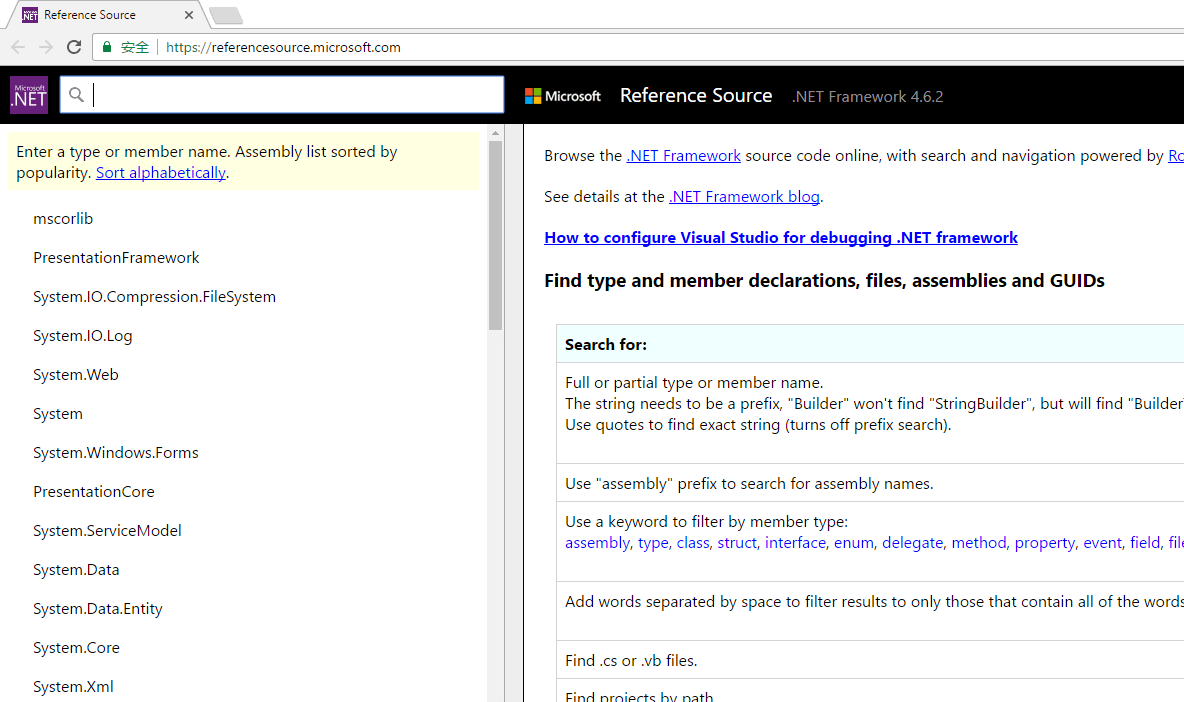 Reference Source
安全 https://referencesource.microsoft.com
Microsoft
.NET
Microsoft Reference Source .NET Framework 4.6.2
Enter a type or member name. Assembly list sorted by
popularity. Sort alphabetically.
mscorlib
PresentationFramework
System.IO.Compression.FileSystem
System.IO.Log
System.Web
System
System.Windows.Forms
PresentationCore
System.ServiceModel
System.Data
System.Data.Entity
System.Core
System.Xml
Browse the .NET Framework source code online, with search and navigation powered by Ro
See details at the .NET Framework blog.
How to configure Visual Studio for debugging .NET framework
Find type and member declarations, files, assemblies and GUIDs
Search for:
Full or partial type or member name.
The string needs to be a prefix, "Builder" won't find "StringBuilder", but will find "Builder
Use quotes to find exact string (turns off prefix search).
Use "assembly" prefix to search for assembly names.
Use a keyword to filter by member type:
assembly, type, class, struct, interface, enum, delegate, method, property, event, field, file
Add words separated by space to filter results to only those that contain all of the words
Find .cs or .vb files.
Find projects by path